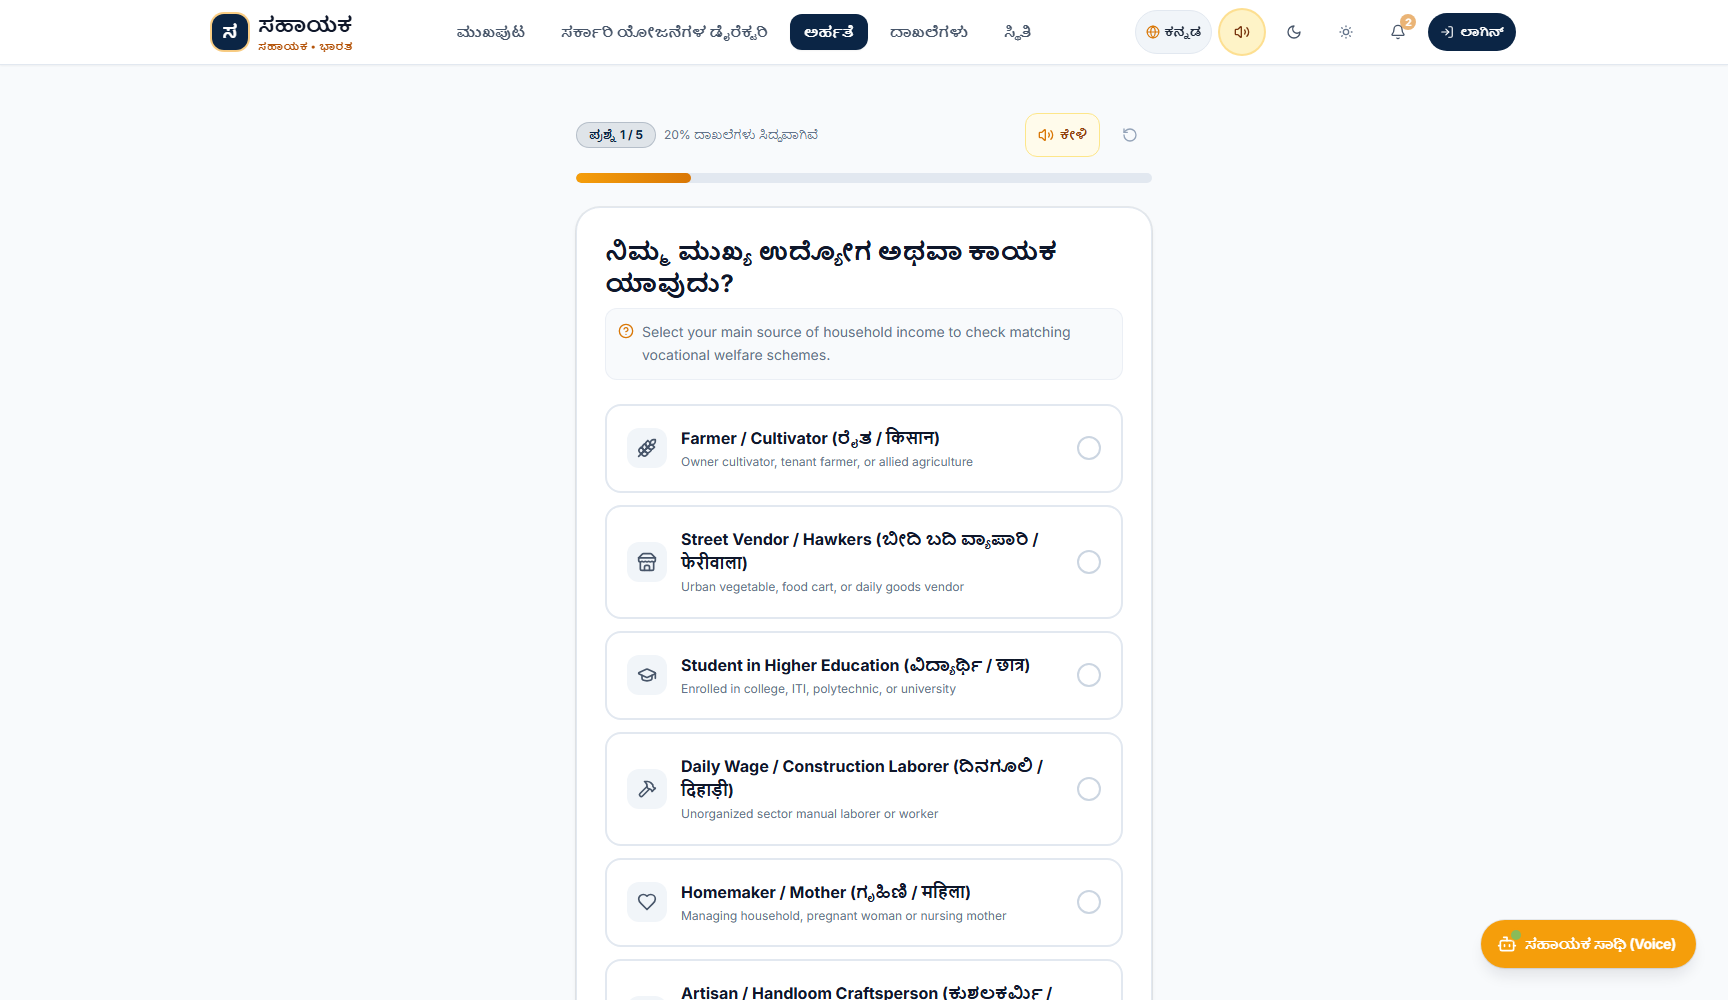 ಸ
ಸಹಾಯಕ
ಸಹಾಯಕ • ಭಾರತ
ಮುಖಪುಟ
ಸರ್ಕಾರಿ ಯೋಜನೆಗಳ ಡೈರೆಕ್ಟರಿ
ಅರ್ಹತೆ
ದಾಖಲೆಗಳು
ಸ್ಥಿತಿ
ಕನ್ನಡ
2
ಲಾಗಿನ್
ಪ್ರಶ್ನೆ 1 / 5
20% ದಾಖಲೆಗಳು ಸಿದ್ಧವಾಗಿವೆ
ಕೇಳಿ
ನಿಮ್ಮ ಮುಖ್ಯ ಉದ್ಯೋಗ ಅಥವಾ ಕಾಯಕ
ಯಾವುದು?
Select your main source of household income to check matching
vocational welfare schemes.
Farmer / Cultivator (ರೈತ / किसान)
Owner cultivator, tenant farmer, or allied agriculture
Street Vendor / Hawkers (ಬೀದಿ ಬದಿ ವ್ಯಾಪಾರಿ /
फेरीवाला)
Urban vegetable, food cart, or daily goods vendor
Student in Higher Education (ವಿದ್ಯಾರ್ಥಿ / छात्र)
Enrolled in college, ITI, polytechnic, or university
Daily Wage / Construction Laborer (ದಿನಗೂಲಿ /
दिहाड़ी)
Unorganized sector manual laborer or worker
Homemaker / Mother (ಗೃಹಿಣಿ / महिला)
Managing household, pregnant woman or nursing mother
Artisan / Handloom Craftsperson (ಕುಶಲಕರ್ಮಿ /
ಸಹಾಯಕ ಸಾಥಿ (Voice)